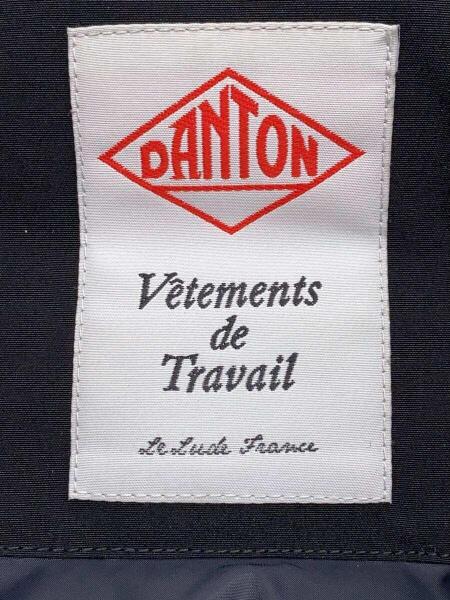 DANTON
Vêtements
de
Travail
Le Lude France